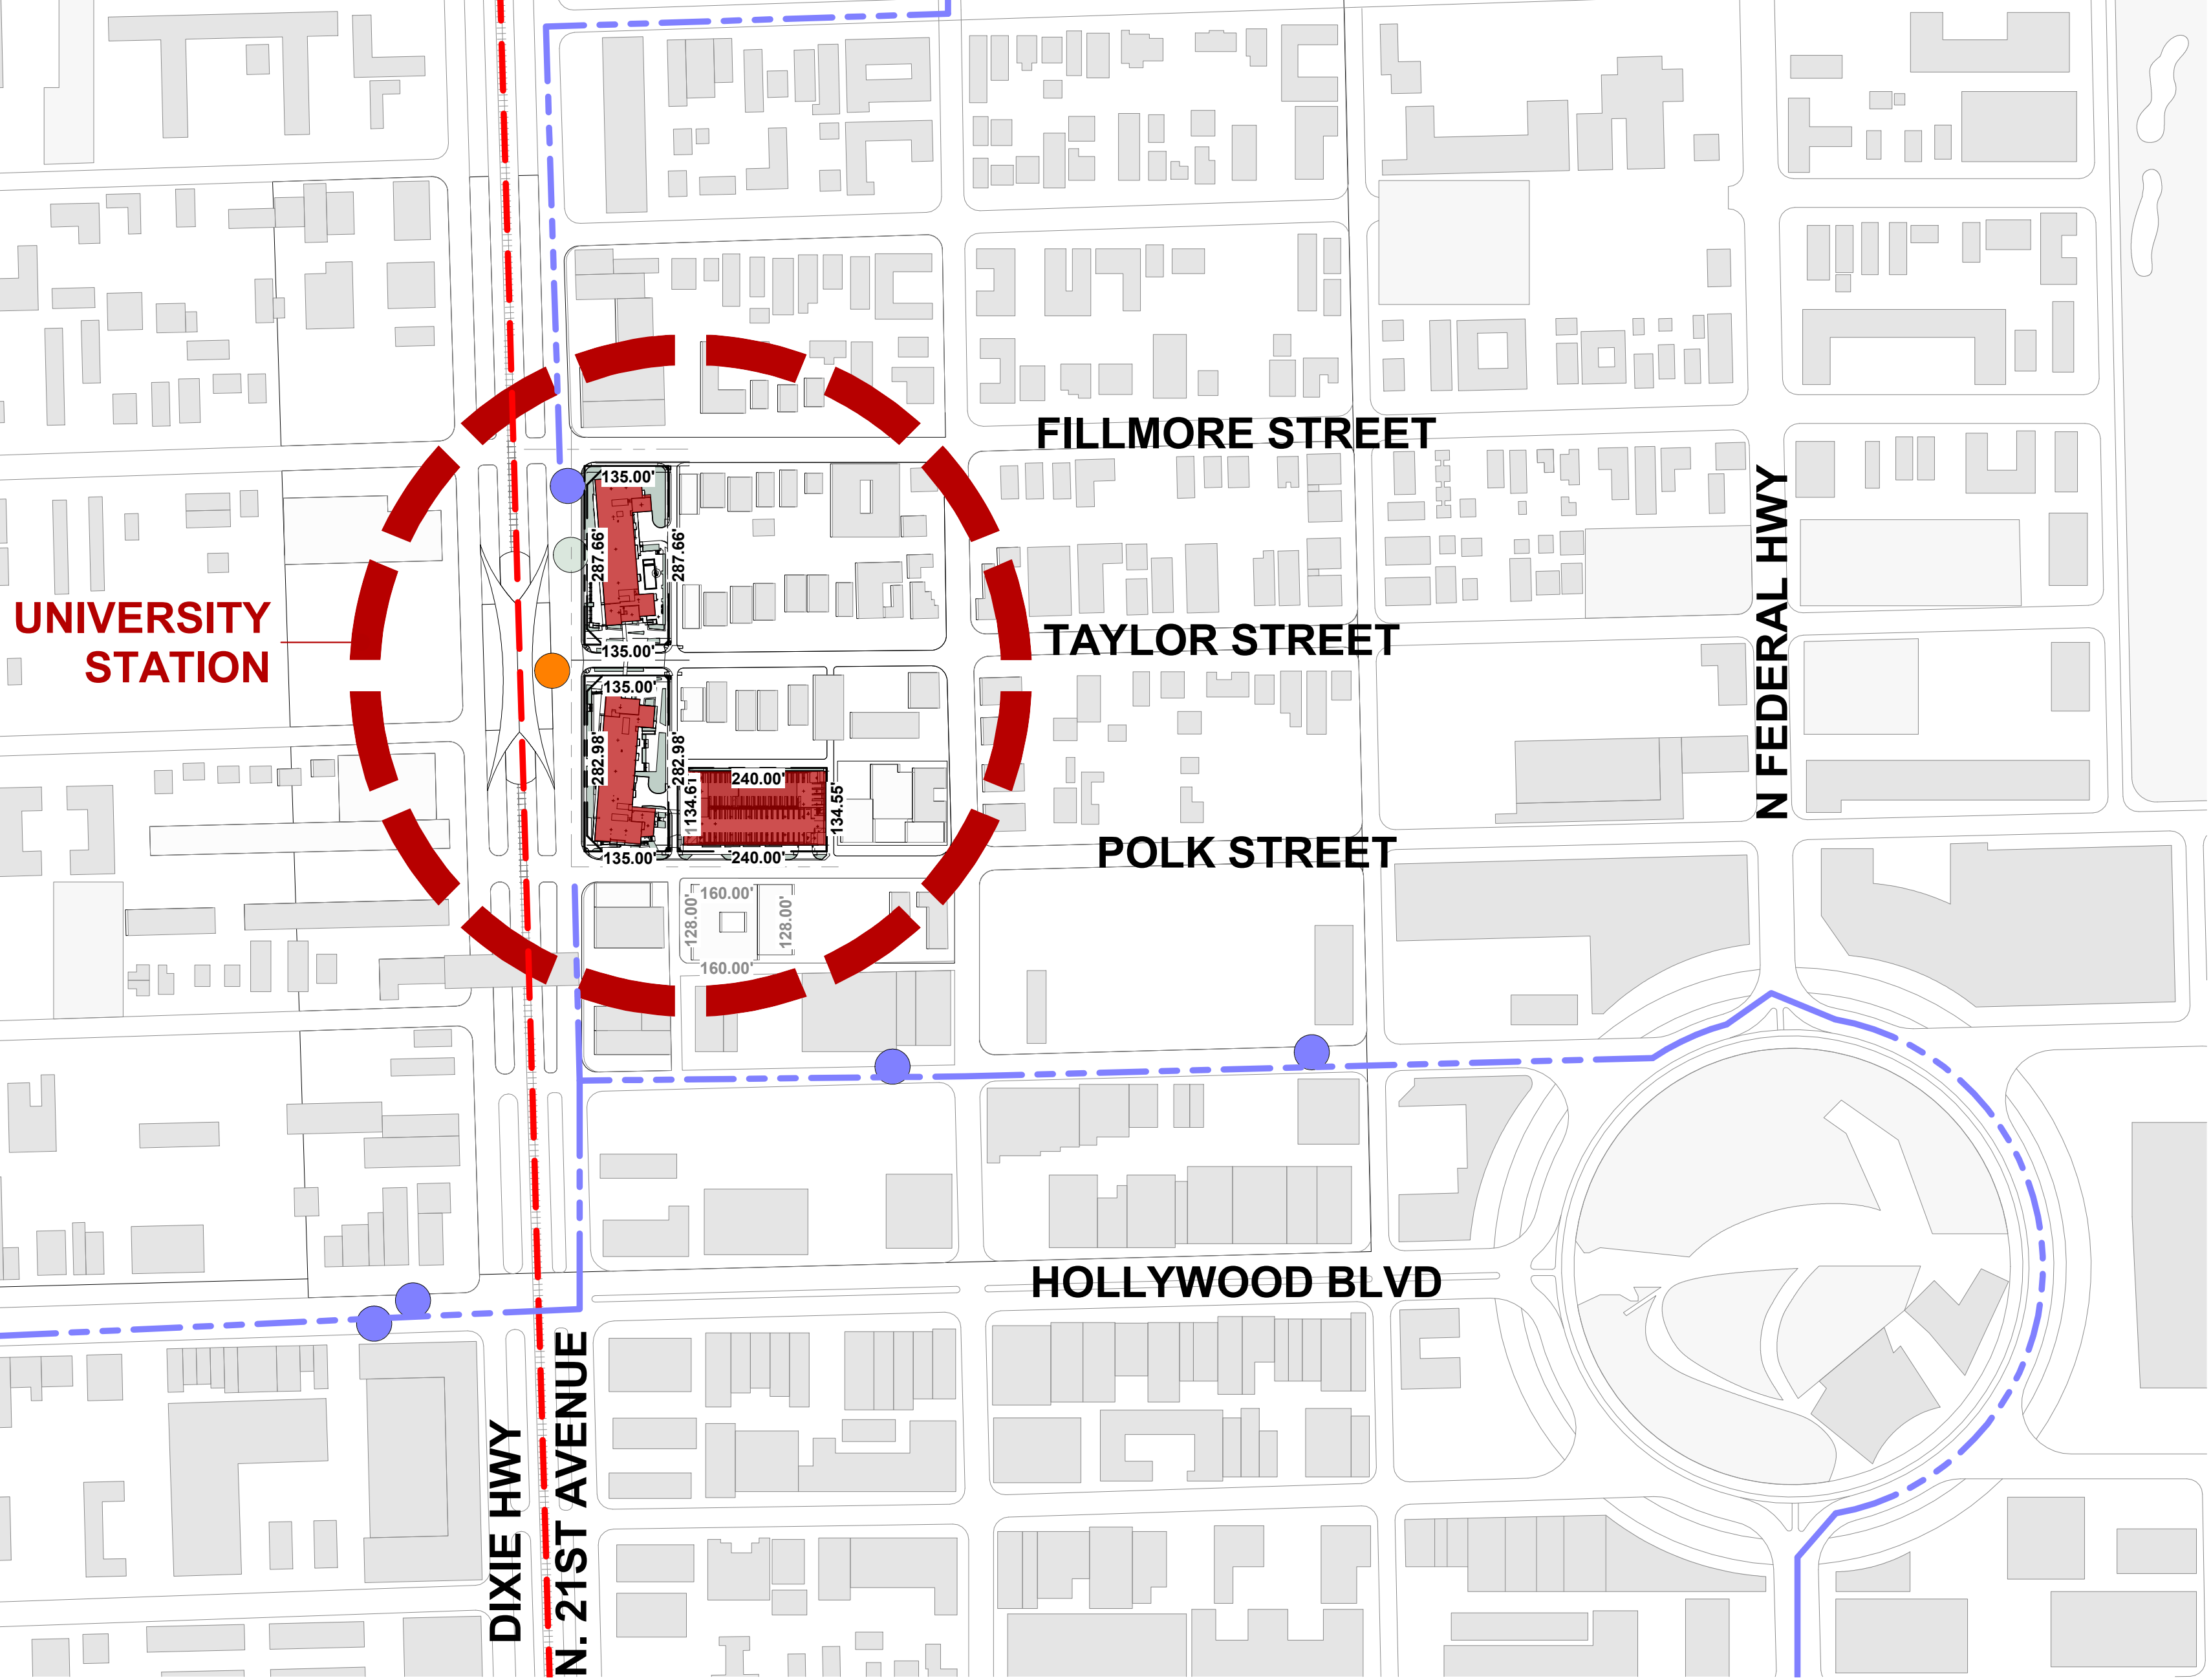 FILLMORE STREET
135.00'
287.66'
287.66'
N FEDERAL HWY
UNIVERSITY
STATION
TAYLOR STREET
135.00'
135.00'
282.98'
282.98'
240.00'
134.61'
134.55'
POLK STREET
135.00'
240.00'
160.00'
128.00'
128.00'
160.00'
HOLLYWOOD BLVD
DIXIE HWY
N. 21ST AVENUE